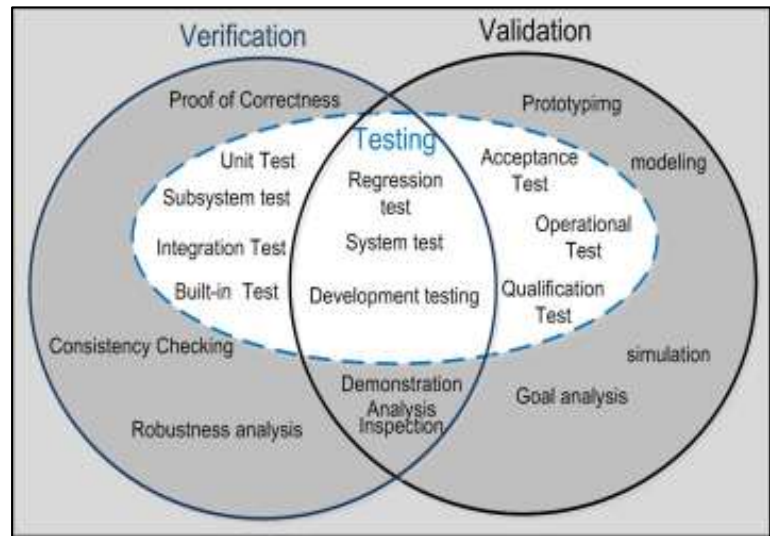 Verification
Validation
Proof of Correctness
Prototypimg
Testing
Unit Test
Acceptance
Test
modeling
Subsystem test
Regression
test
Operational
Test
Integration Test
System test
Built-in Test
Development testing
Qualification
Test
Consistency Checking
simulation
Demonstration
Analysis
Inspection
Goal analysis
Robustness analysis